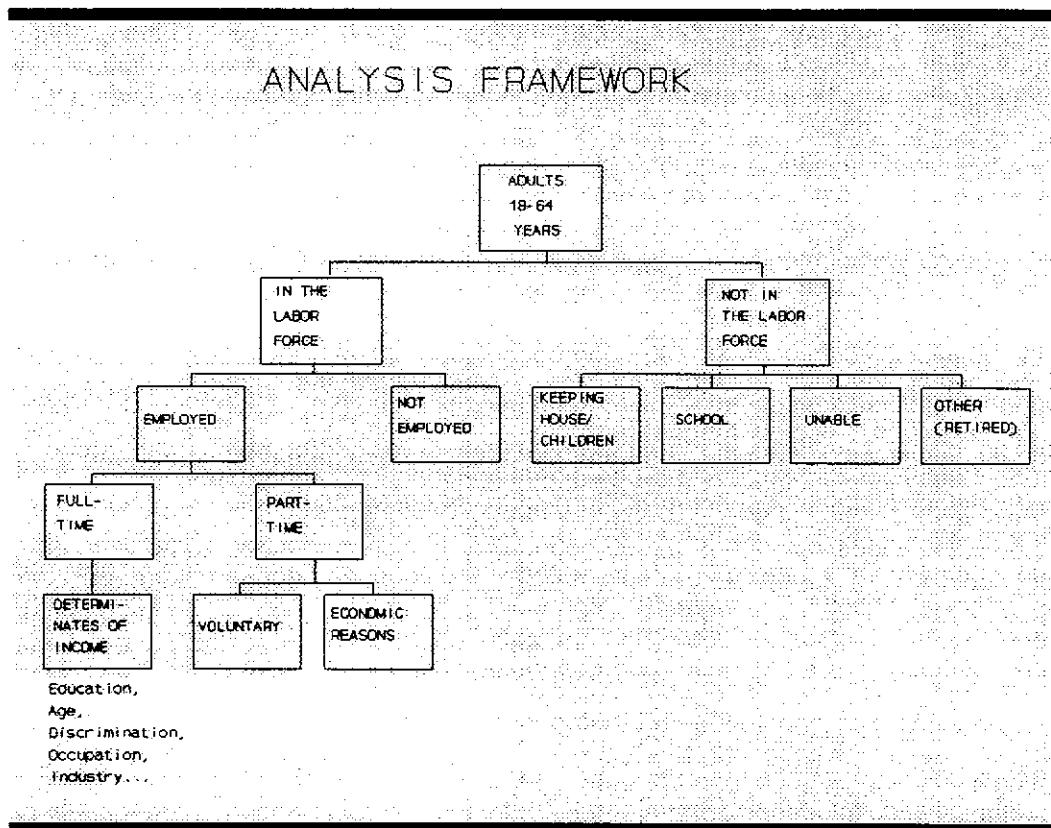 ANALYSIS FRAMEWORK
ADULTS
18-64
YEARS
IN THE
LABOR
FORCE
NOT IN
THE LABOR
FORCE
EMPLOYED
NOT
EMPLOYED
KEEPING
HOUSE/
CHILDREN
SCHOOL
UNABLE
OTHER
(RETIRED)
FULL-
TIME
PART-
TIME
DETERMI-
NATES OF
INCOME
VOLUNTARY
ECONOMIC
REASONS
Education,
Age,
Discrimination,
Occupation,
Industry...